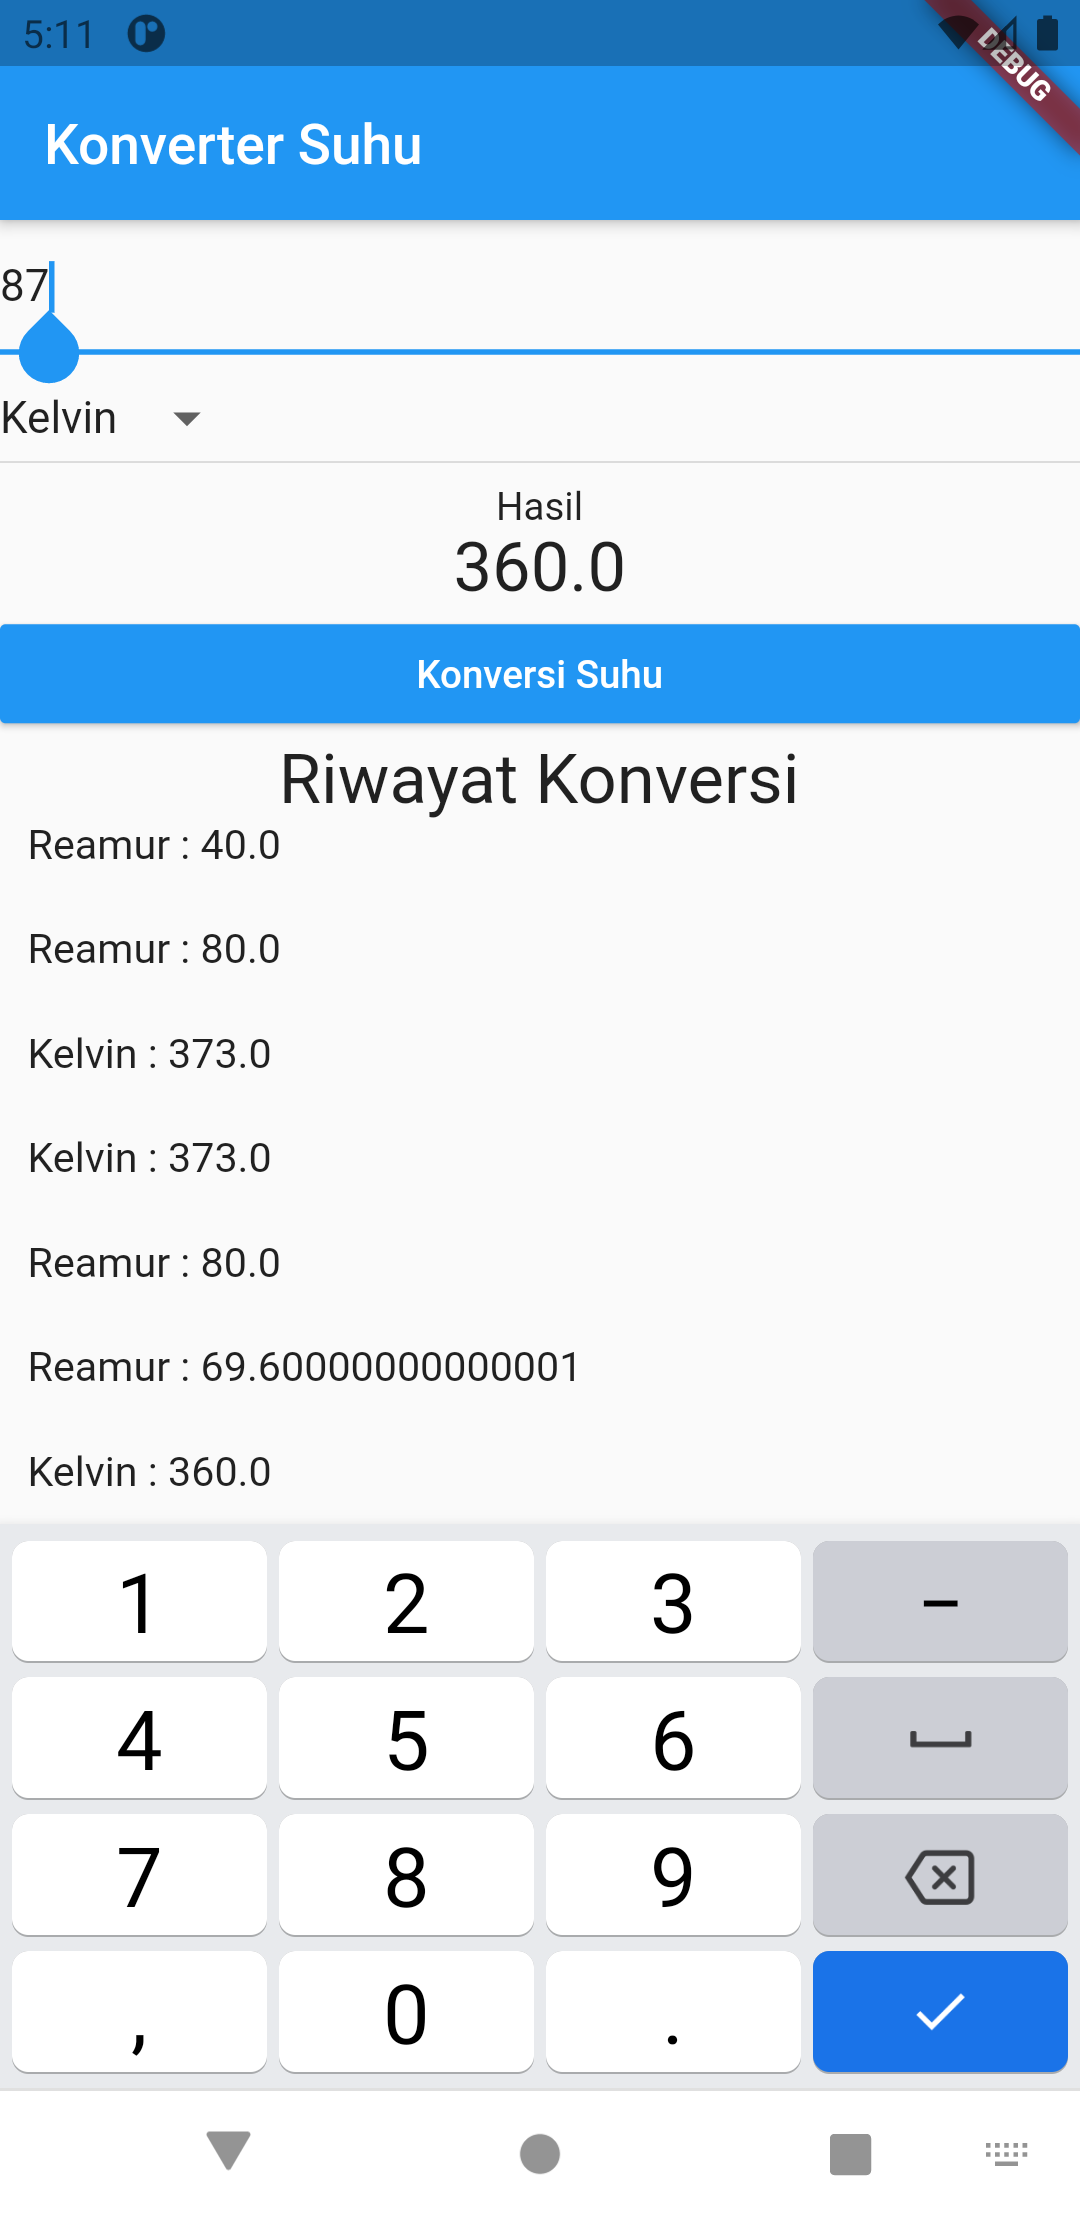 5:11
DEBUG
Konverter Suhu
87
Kelvin
Hasil
360.0
Konversi Suhu
Riwayat Konversi
Reamur : 40.0
Reamur : 80.0
Kelvin : 373.0
Kelvin : 373.0
Reamur : 80.0
Reamur : 69.60000000000001
Kelvin : 360.0
1 2 3 –
4 5 6
7 8 9
, 0 .